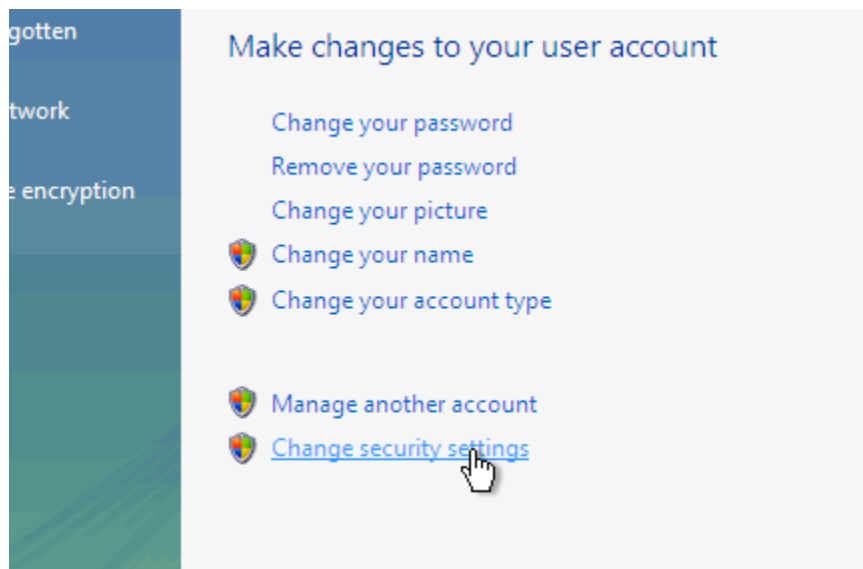 gotten
twork
e encryption
Make changes to your user account
Change your password
Remove your password
Change your picture
Change your name
Change your account type
Manage another account
Change security settings